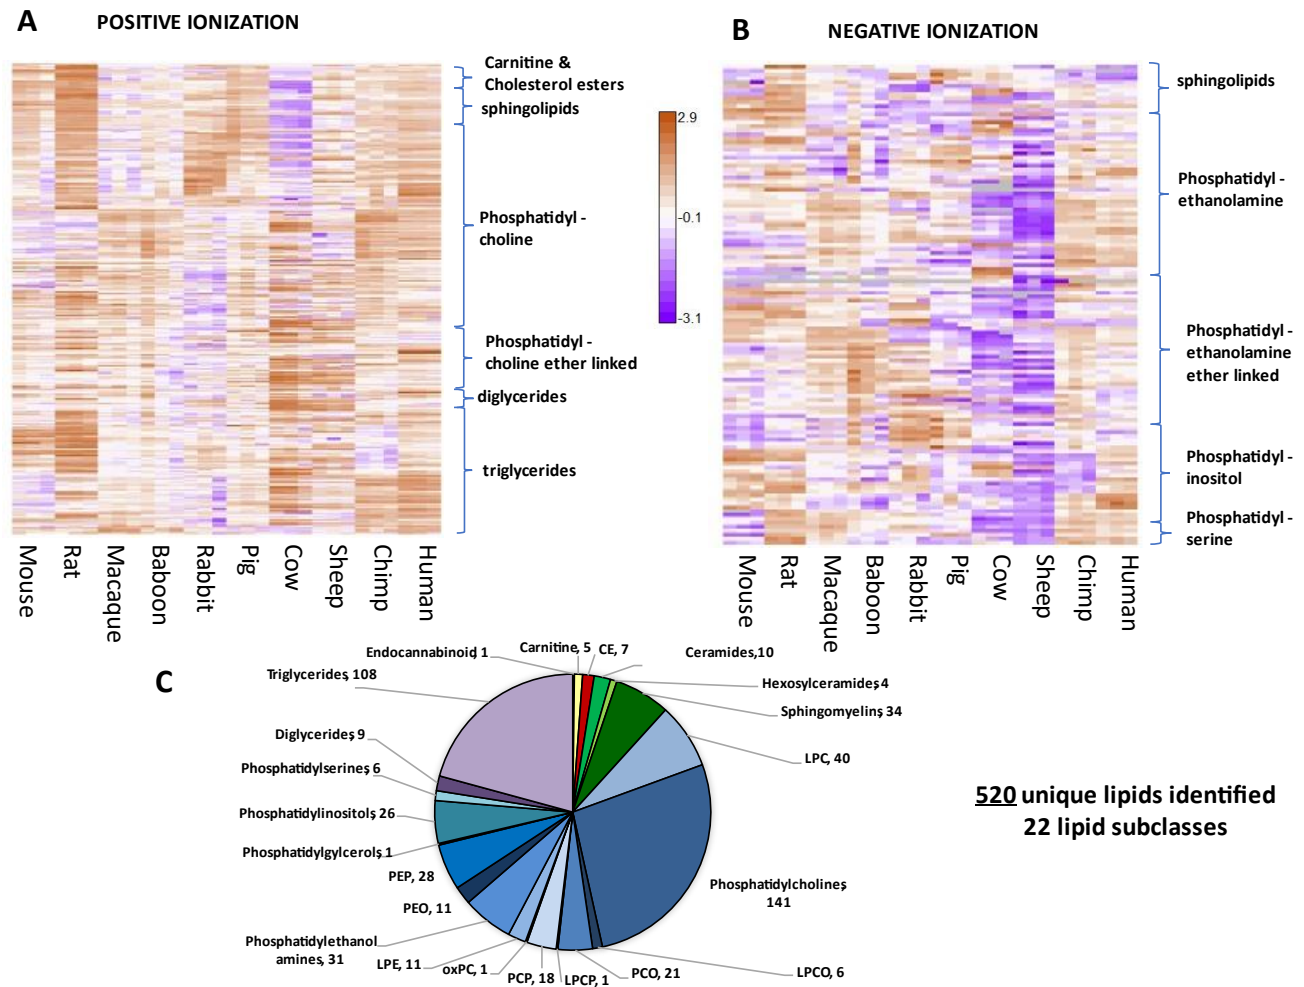 A
POSITIVE IONIZATION
Carnitine &
Cholesterol esters
sphingolipids
Phosphatidyl -
choline
Phosphatidyl -
choline ether linked
diglycerides
triglycerides
Mouse
Rat
Macaque
Baboon
Rabbit
Pig
Cow
Sheep
Chimp
Human
2.9
-0.1
-3.1
B
NEGATIVE IONIZATION
sphingolipids
Phosphatidyl -
ethanolamine
Phosphatidyl -
ethanolamine
ether linked
Phosphatidyl -
inositol
Phosphatidyl -
serine
Mouse
Rat
Macaque
Baboon
Rabbit
Pig
Cow
Sheep
Chimp
Human
C
Endocannabinoid, 1
Carnitine, 5
CE, 7
Ceramides,10
Hexosylceramides, 4
Sphingomyelins, 34
LPC, 40
Phosphatidylcholines,
141
LPCO, 6
PCO, 21
LPCP, 1
PCP, 18
oxPC, 1
LPE, 11
Phosphatidylethanol
amines, 31
PEO, 11
PEP, 28
Phosphatidylgylcerols, 1
Phosphatidylinositols, 26
Phosphatidylserines, 6
Diglycerides, 9
Triglycerides, 108
520 unique lipids identified
22 lipid subclasses